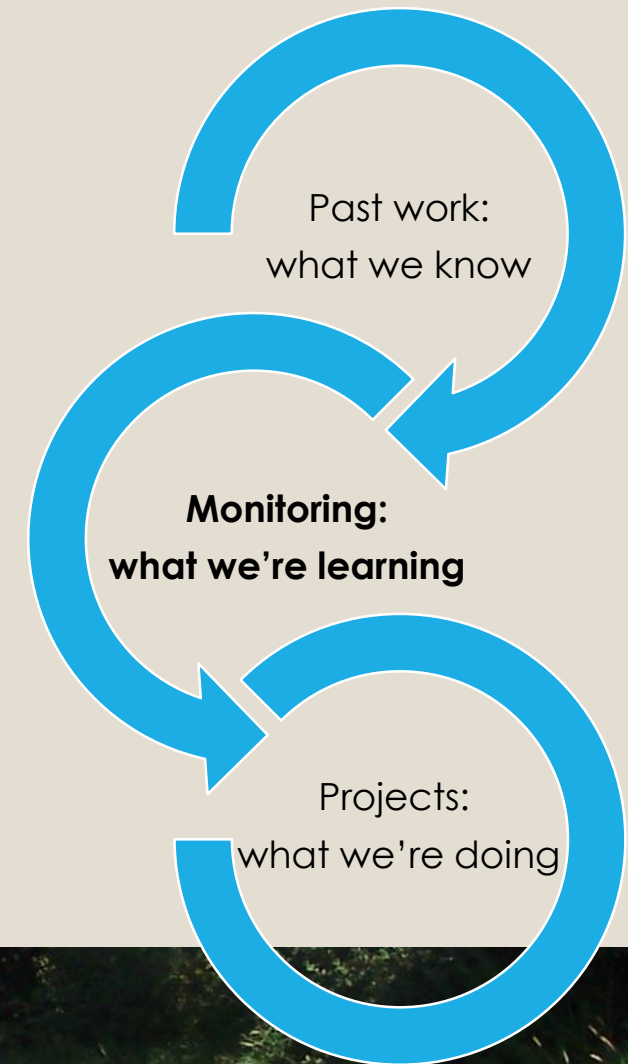 Past work:
what we know
Monitoring:
what we’re learning
Projects:
what we’re doing